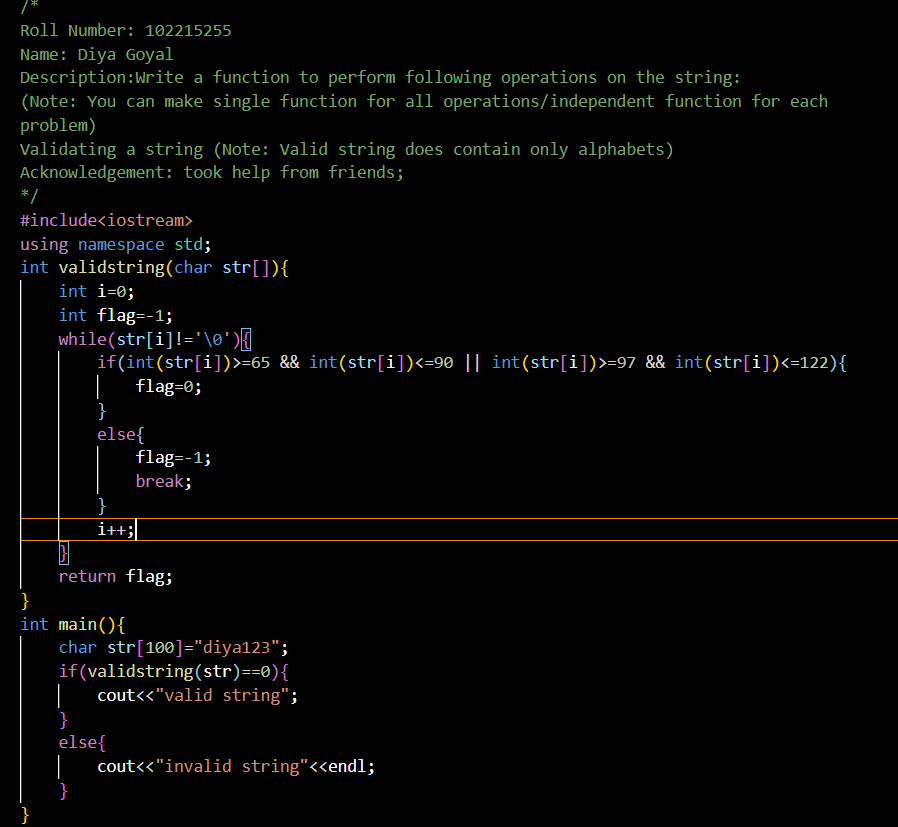 /*
Roll Number: 102215255
Name: Diya Goyal
Description:Write a function to perform following operations on the string:
(Note: You can make single function for all operations/independent function for each
problem)
Validating a string (Note: Valid string does contain only alphabets)
Acknowledgement: took help from friends;
*/
#include<iostream>
using namespace std;
int validstring(char str[]){
    int i=0;
    int flag=-1;
    while(str[i]!='\0'){
        if(int(str[i])>=65 && int(str[i])<=90 || int(str[i])>=97 && int(str[i])<=122){
            flag=0;
        }
        else{
            flag=-1;
            break;
        }
        i++;
    }
    return flag;
}
int main(){
    char str[100]="diya123";
    if(validstring(str)==0){
        cout<<"valid string";
    }
    else{
        cout<<"invalid string"<<endl;
    }
}